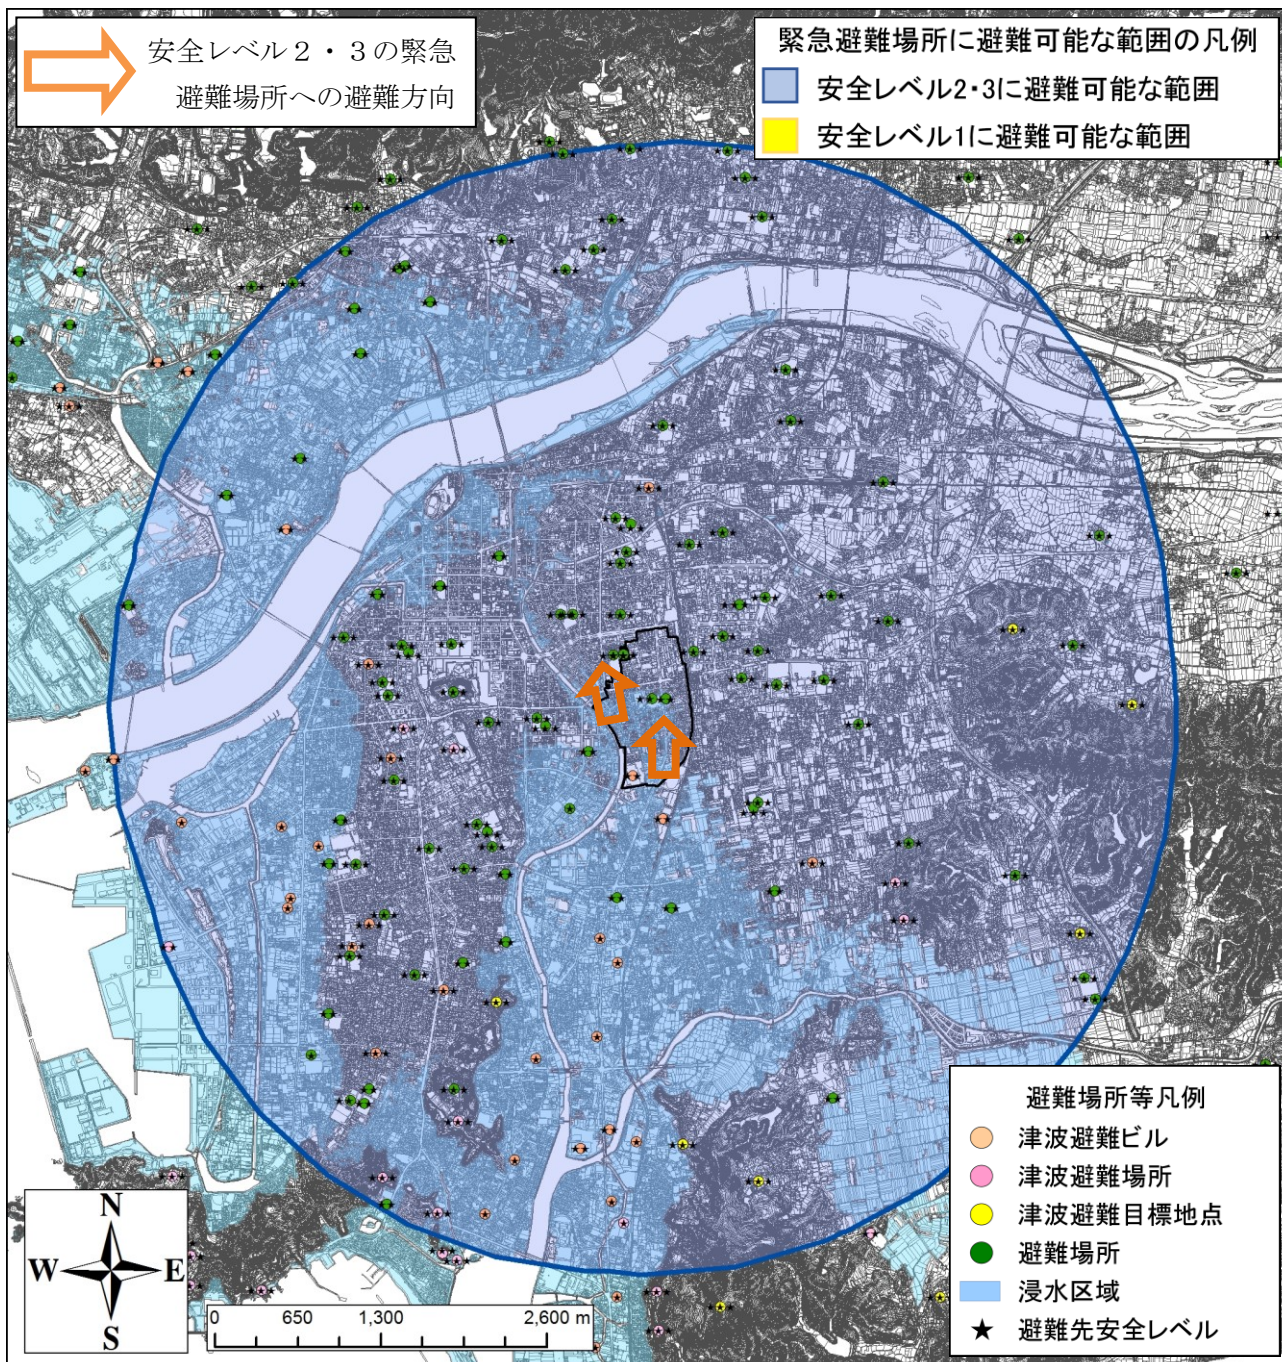 安全レベル２・３の緊急
避難場所への避難方向
緊急避難場所に避難可能な範囲の凡例
安全レベル2・3に避難可能な範囲
安全レベル1に避難可能な範囲
避難場所等凡例
津波避難ビル
津波避難場所
津波避難目標地点
避難場所
浸水区域
避難先安全レベル
N
W E
S
0 650 1,300 2,600 m